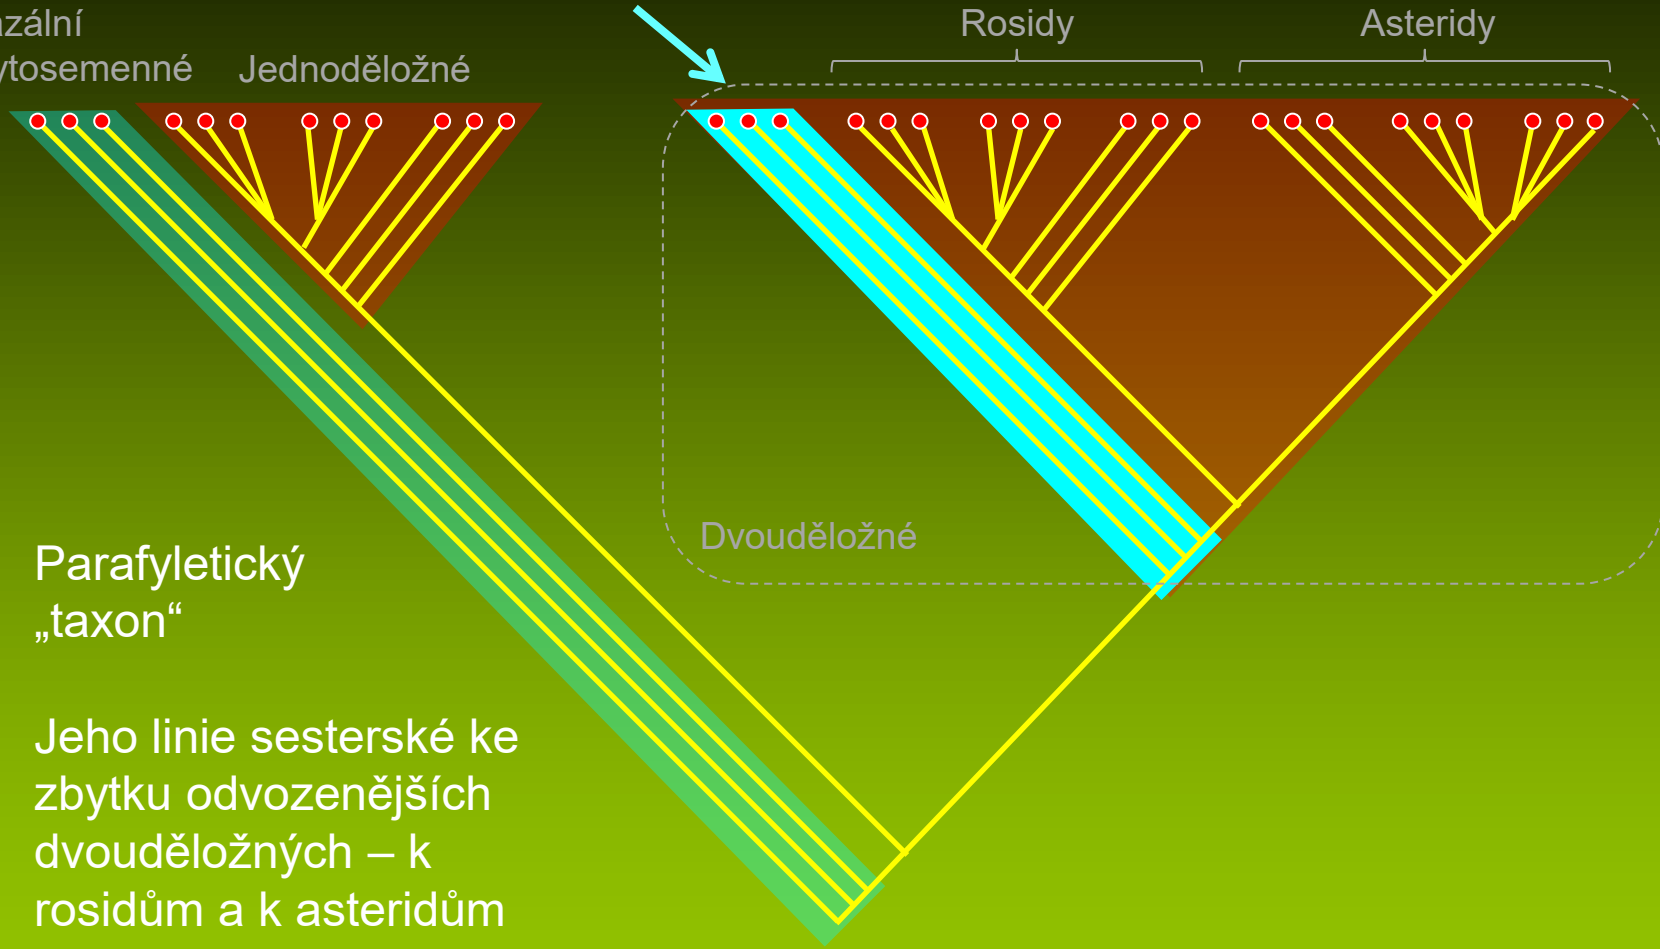 Rosidy
Asteridy
Jednoděložné
Dvouděložné
Parafyletický
„taxon“
Jeho linie sesterské ke
zbytku odvozenějších
dvouděložných – k
rosidům a k asteridům